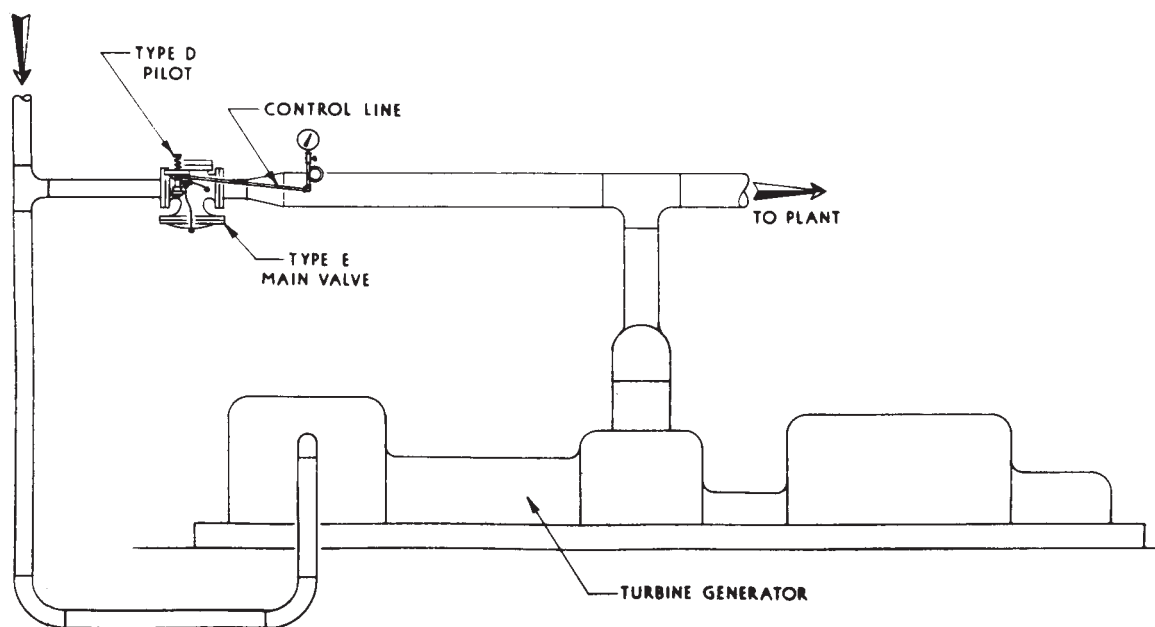 TYPE D
PILOT
CONTROL LINE
TO PLANT
TYPE E
MAIN VALVE
TURBINE GENERATOR